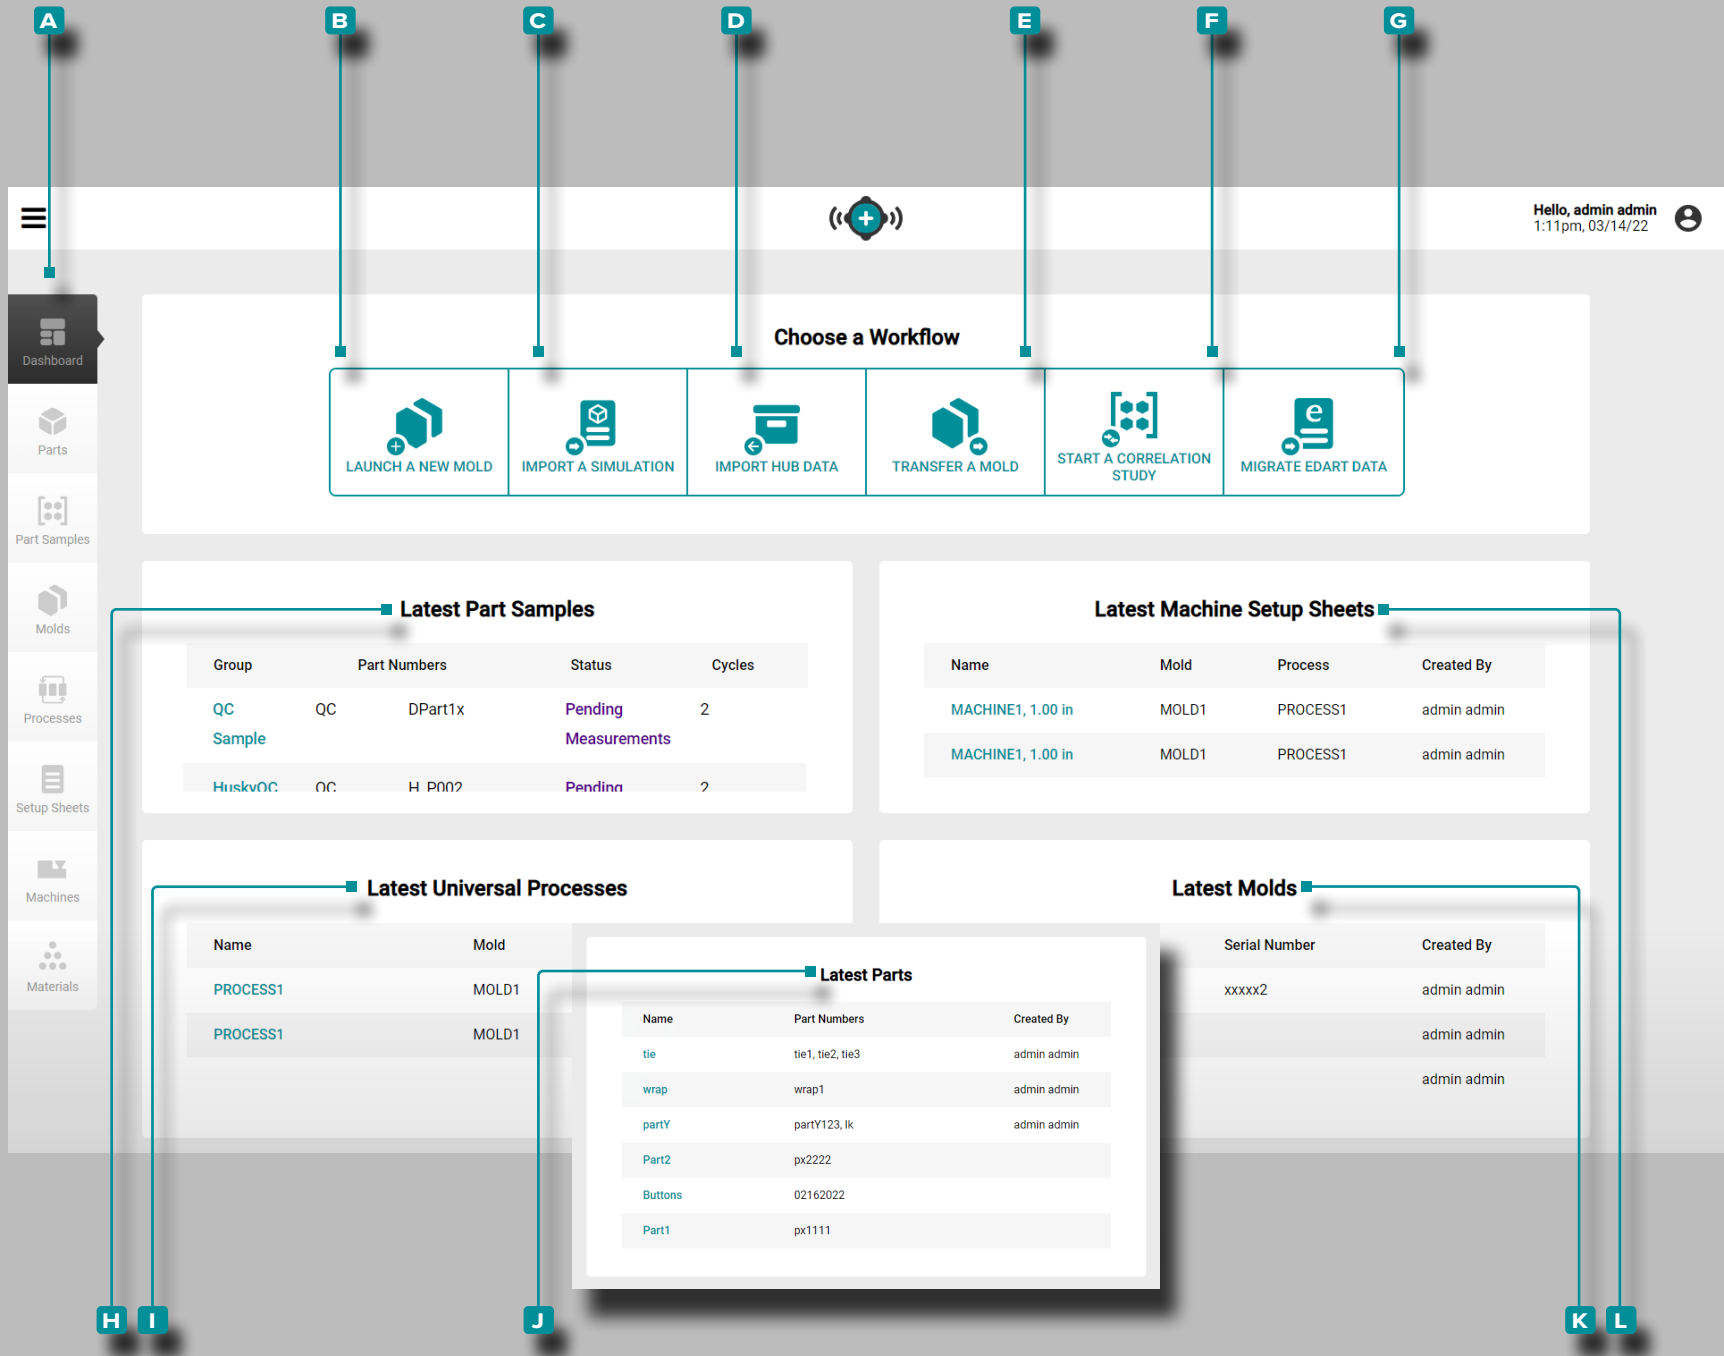 A B C D E F G
Hello, admin admin
1:11pm, 03/14/22
Dashboard
Parts
Part Samples
Molds
Processes
Setup Sheets
Machines
Materials
Choose a Workflow
LAUNCH A NEW MOLD
IMPORT A SIMULATION
IMPORT HUB DATA
TRANSFER A MOLD
START A CORRELATION
STUDY
e
MIGRATE EDART DATA
Latest Part Samples
Group Part Numbers Status Cycles
QC QC DPart1x Pending 2
Sample Measurements
HuskyQC QC H_P002 Pending 2
Latest Machine Setup Sheets
Name Mold Process Created By
MACHINE1, 1.00 in MOLD1 PROCESS1 admin admin
MACHINE1, 1.00 in MOLD1 PROCESS1 admin admin
Latest Universal Processes
Name Mold
PROCESS1 MOLD1
PROCESS1 MOLD1
Latest Molds
Serial Number Created By
xxxxx2 admin admin
admin admin
admin admin
Latest Parts
Name Part Numbers Created By
tie tie1, tie2, tie3 admin admin
wrap wrap1 admin admin
partY partY123, lk admin admin
Part2 px2222
Buttons 02162022
Part1 px1111
H I J K L